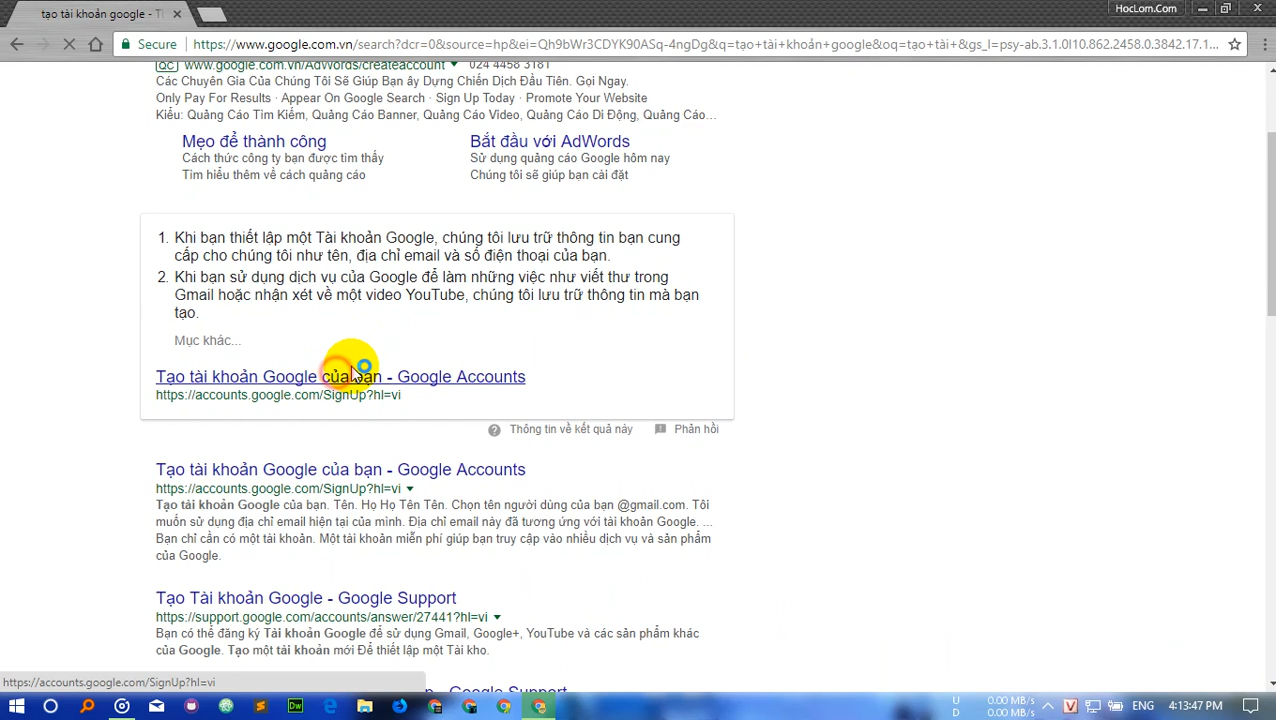 tạo tài khoản google - Tì
HocLom.Com
Secure
https://www.google.com.vn/search?dcr=0&source=hp&ei=Qh9bWr3CDYK90ASq-4ngDg&q=tạo+tài+khoản+google&oq=tạo+tài+&gs_l=psy-ab.3.1.0l10.862.2458.0.3842.17.1...
QC www.google.com.vn/AdWords/createaccount 024 4458 3181
Các Chuyên Gia Của Chúng Tôi Sẽ Giúp Bạn ây Dựng Chiến Dịch Đầu Tiên. Gọi Ngay.
Only Pay For Results · Appear On Google Search · Sign Up Today · Promote Your Website
Kiểu: Quảng Cáo Tìm Kiếm, Quảng Cáo Banner, Quảng Cáo Di Động, Quảng Cáo Video, Quảng Cáo...
Mẹo để thành công
Cách thức công ty bạn được tìm thấy
Tìm hiểu thêm về cách quảng cáo
Bắt đầu với AdWords
Sử dụng quảng cáo Google hôm nay
Chúng tôi sẽ giúp bạn cài đặt
1. Khi bạn thiết lập một Tài khoản Google, chúng tôi lưu trữ thông tin bạn cung
cấp cho chúng tôi như tên, địa chỉ email và số điện thoại của bạn.
2. Khi bạn sử dụng dịch vụ của Google để làm những việc như viết thư trong
Gmail hoặc nhận xét về một video YouTube, chúng tôi lưu trữ thông tin mà bạn
tạo.
Mục khác...
Tạo tài khoản Google của bạn - Google Accounts
https://accounts.google.com/SignUp?hl=vi
Thông tin về kết quả này
Phản hồi
Tạo tài khoản Google của bạn - Google Accounts
https://accounts.google.com/SignUp?hl=vi
Tạo tài khoản Google của bạn. Tên. Họ Họ Tên Tên. Chọn tên người dùng của bạn @gmail.com. Tôi
muốn sử dụng địa chỉ email hiện tại của mình. Địa chỉ email này đã tương ứng với tài khoản Google. ...
Bạn chỉ cần có một tài khoản. Một tài khoản miễn phí giúp bạn truy cập vào nhiều dịch vụ và sản phẩm
của Google.
Tạo Tài khoản Google - Google Support
https://support.google.com/accounts/answer/27441?hl=vi
Bạn có thể đăng ký Tài khoản Google để sử dụng Gmail, Google+, YouTube và các sản phẩm khác
của Google. Tạo một tài khoản mới Để thiết lập một Tài kho.
Google Support
https://accounts.google.com/SignUp?hl=vi
Dw
U 0.00 MB/s
D 0.00 MB/s
V
ENG
4:13:47 PM